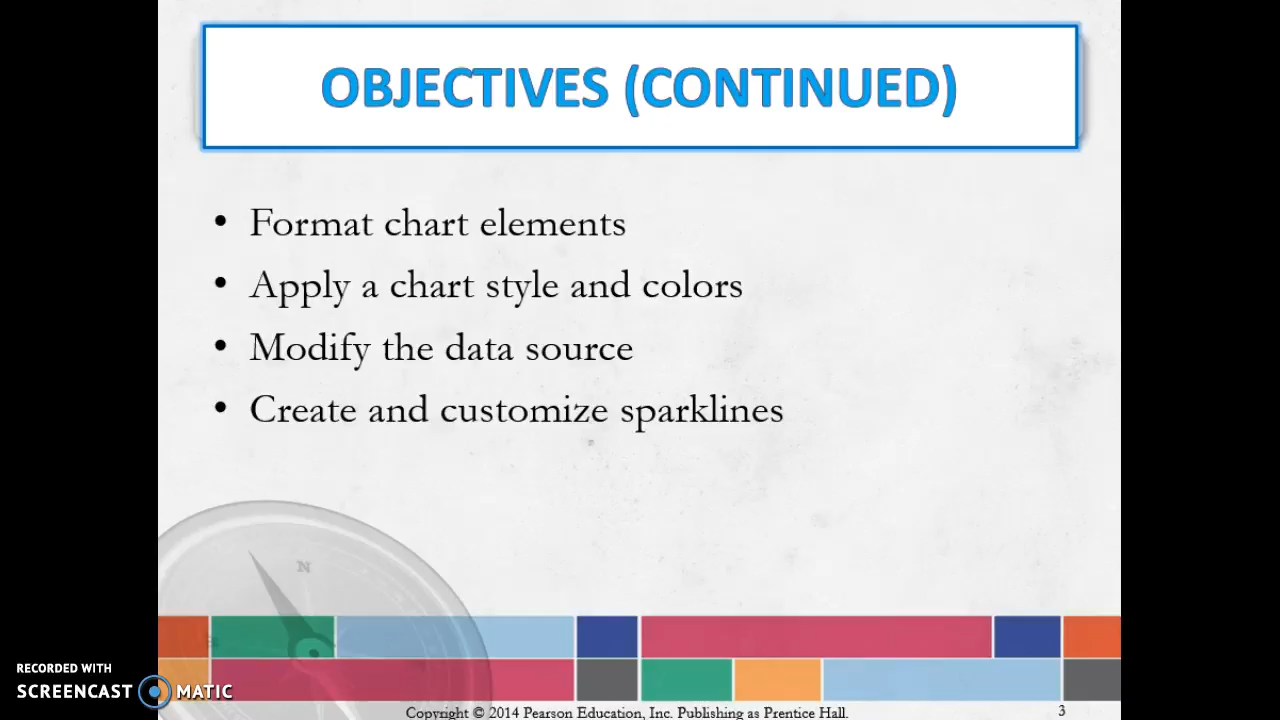 OBJECTIVES (CONTINUED)
• Format chart elements
• Apply a chart style and colors
• Modify the data source
• Create and customize sparklines
N
RECORDED WITH
SCREENCAST MATIC
Copyright © 2014 Pearson Education, Inc. Publishing as Prentice Hall.
3